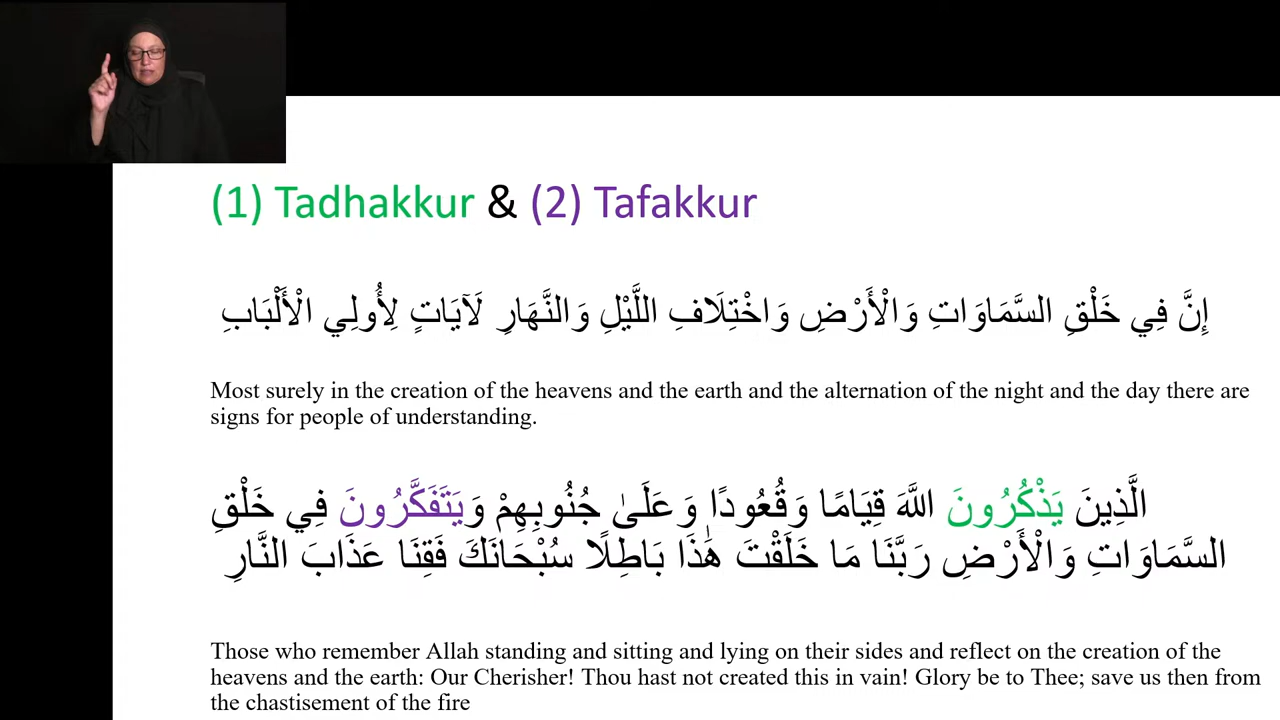 (1) Tadhakkur & (2) Tafakkur
إِنَّ فِي خَلْقِ السَّمَاوَاتِ وَالْأَرْضِ وَاخْتِلَافِ اللَّيْلِ وَالنَّهَارِ لَآيَاتٍ لِأُولِي الْأَلْبَابِ
Most surely in the creation of the heavens and the earth and the alternation of the night and the day there are
signs for people of understanding.
الَّذِينَ يَذْكُرُونَ اللَّهَ قِيَامًا وَقُعُودًا وَعَلَىٰ جُنُوبِهِمْ وَيَتَفَكَّرُونَ فِي خَلْقِ
السَّمَاوَاتِ وَالْأَرْضِ رَبَّنَا مَا خَلَقْتَ هَٰذَا بَاطِلًا سُبْحَانَكَ فَقِنَا عَذَابَ النَّارِ
Those who remember Allah standing and sitting and lying on their sides and reflect on the creation of the
heavens and the earth: Our Cherisher! Thou hast not created this in vain! Glory be to Thee; save us then from
the chastisement of the fire